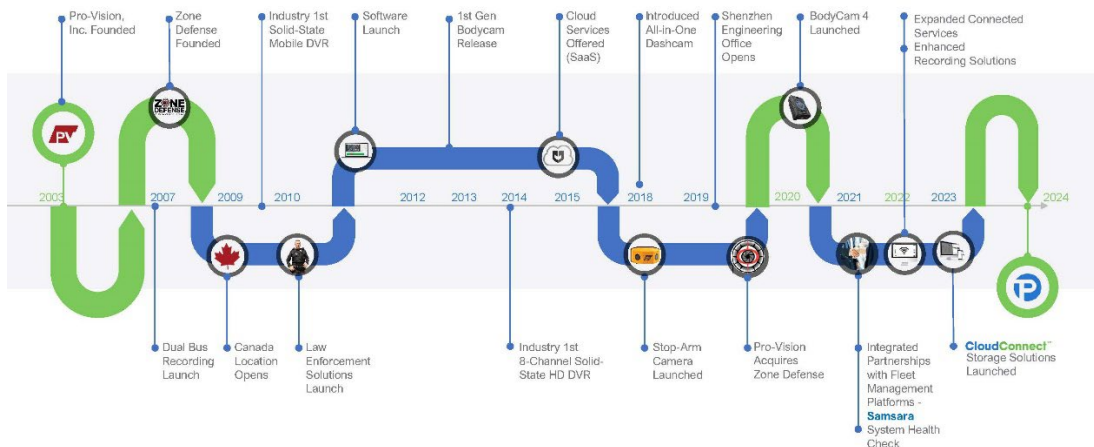 Pro-Vision,
Inc. Founded
Zone
Defense
Founded
Industry 1st
Solid-State
Mobile DVR
Software
Launch
1st Gen
Bodycam
Release
Cloud
Services
Offered
(SaaS)
Introduced
All-in-One
Dashcam
Shenzhen
Engineering
Office
Opens
BodyCam 4
Launched
Expanded Connected
Services
Enhanced
Recording Solutions
PV
ZONE
DEFENSE
2003
2007
2009
2010
2012
2013
2014
2015
2018
2019
2020
2021
2022
2023
2024
P
Dual Bus
Recording
Launch
Canada
Location
Opens
Law
Enforcement
Solutions
Launch
Industry 1st
8-Channel Solid-
State HD DVR
Stop-Arm
Camera
Launched
Pro-Vision
Acquires
Zone Defense
Integrated
Partnerships
with Fleet
Management
Platforms -
Samsara
System Health
Check
CloudConnect™
Storage Solutions
Launched